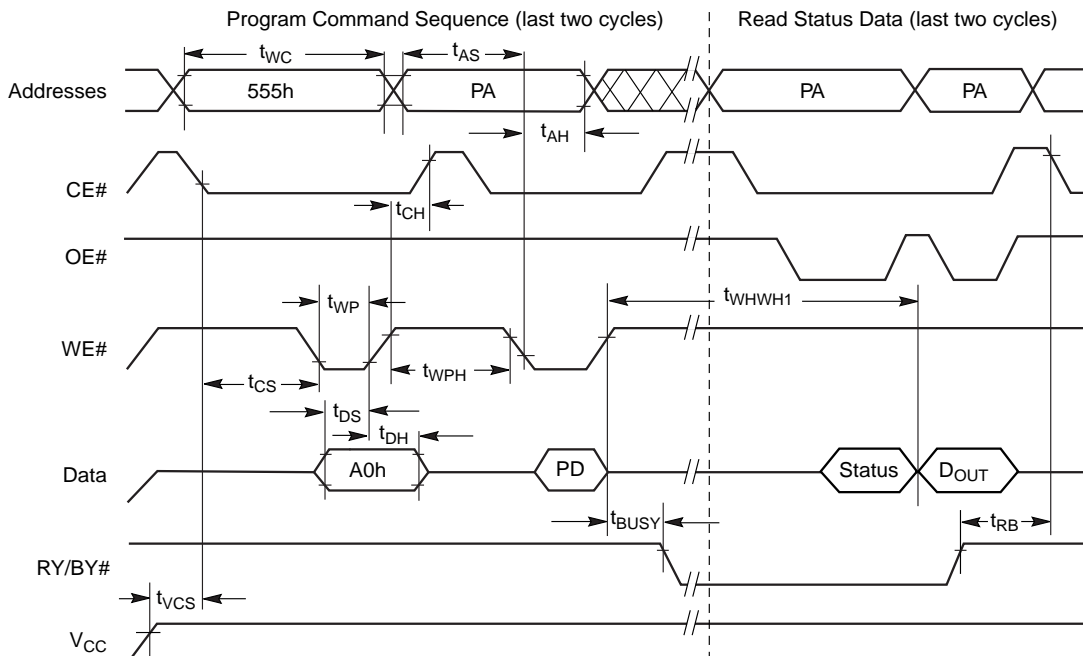 Program Command Sequence (last two cycles) Read Status Data (last two cycles)
tWC tAS
Addresses 555h PA PA PA
tAH
CE#
tCH
OE#
tWHWH1
tWP
WE#
tWPH
tCS
tDS
tDH
Data A0h PD Status DOUT
tBUSY tRB
RY/BY#
tVCS
VCC